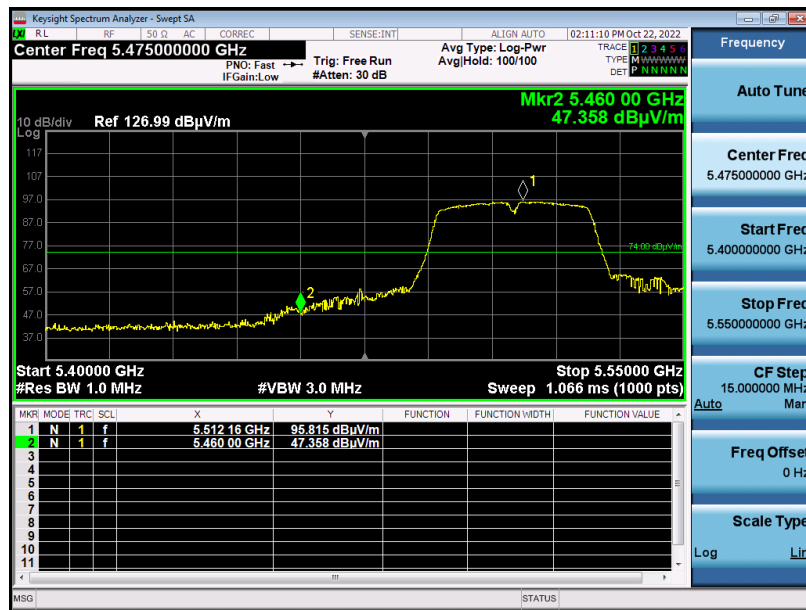 Keysight Spectrum Analyzer - Swept SA
LXI RL RF 50 Ω AC CORREC SENSE:INT ALIGN AUTO 02:11:10 PM Oct 22, 2022
Center Freq 5.475000000 GHz
PNO: Fast
IFGain:Low
Trig: Free Run
#Atten: 30 dB
Avg Type: Log-Pwr
Avg|Hold: 100/100
TRACE 1 2 3 4 5 6
TYPE M W W W W W
DET P N N N N N
Mkr2 5.460 00 GHz
47.358 dBµV/m
10 dB/div Ref 126.99 dBµV/m
Log
117
107
97.0
87.0
77.0
67.0
57.0
47.0
37.0
1
2
74.00 dBµV/m
Start 5.40000 GHz Stop 5.55000 GHz
#Res BW 1.0 MHz #VBW 3.0 MHz Sweep 1.066 ms (1000 pts)
MKR MODE TRC SCL X Y FUNCTION FUNCTION WIDTH FUNCTION VALUE
1 N 1 f 5.512 16 GHz 95.815 dBµV/m
2 N 1 f 5.460 00 GHz 47.358 dBµV/m
3
4
5
6
7
8
9
10
11
MSG STATUS
Frequency
Auto Tune
Center Freq
5.475000000 GHz
Start Freq
5.400000000 GHz
Stop Freq
5.550000000 GHz
CF Step
15.000000 MHz
Auto Man
Freq Offset
0 Hz
Scale Type
Log Lin